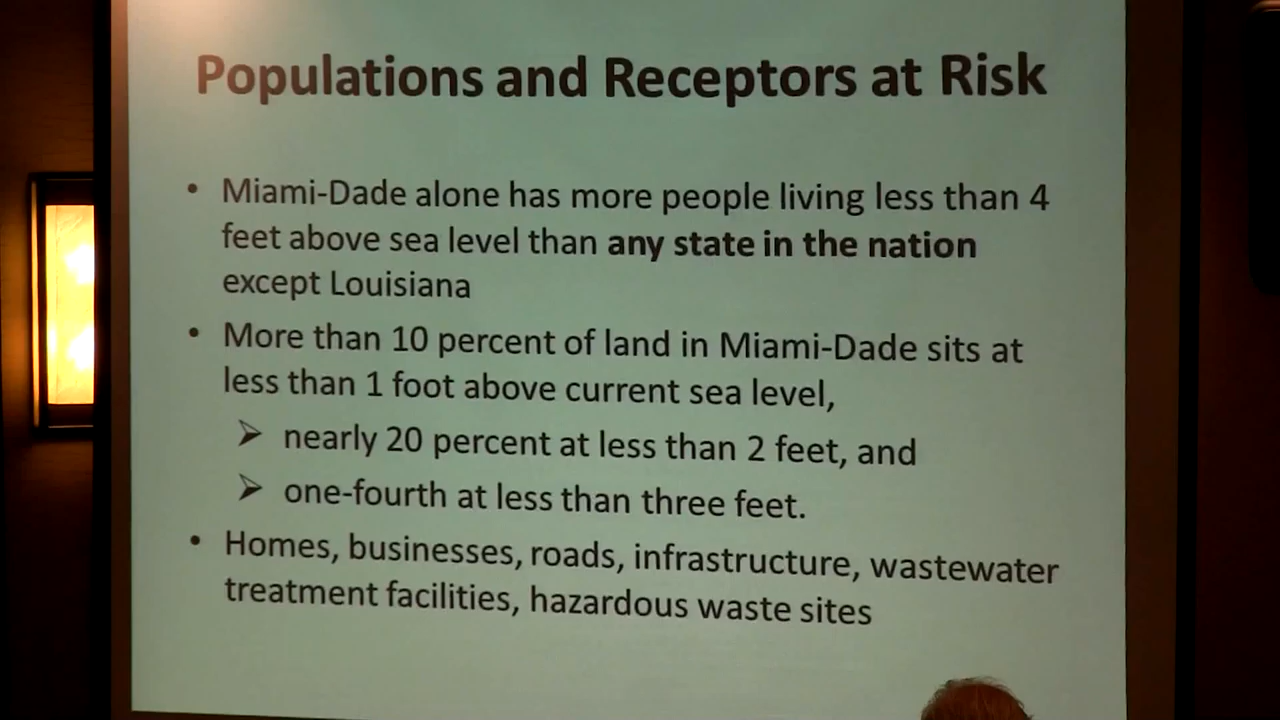 Populations and Receptors at Risk
• Miami-Dade alone has more people living less than 4
feet above sea level than any state in the nation
except Louisiana
• More than 10 percent of land in Miami-Dade sits at
less than 1 foot above current sea level,
➢ nearly 20 percent at less than 2 feet, and
➢ one-fourth at less than three feet.
• Homes, businesses, roads, infrastructure, wastewater
treatment facilities, hazardous waste sites